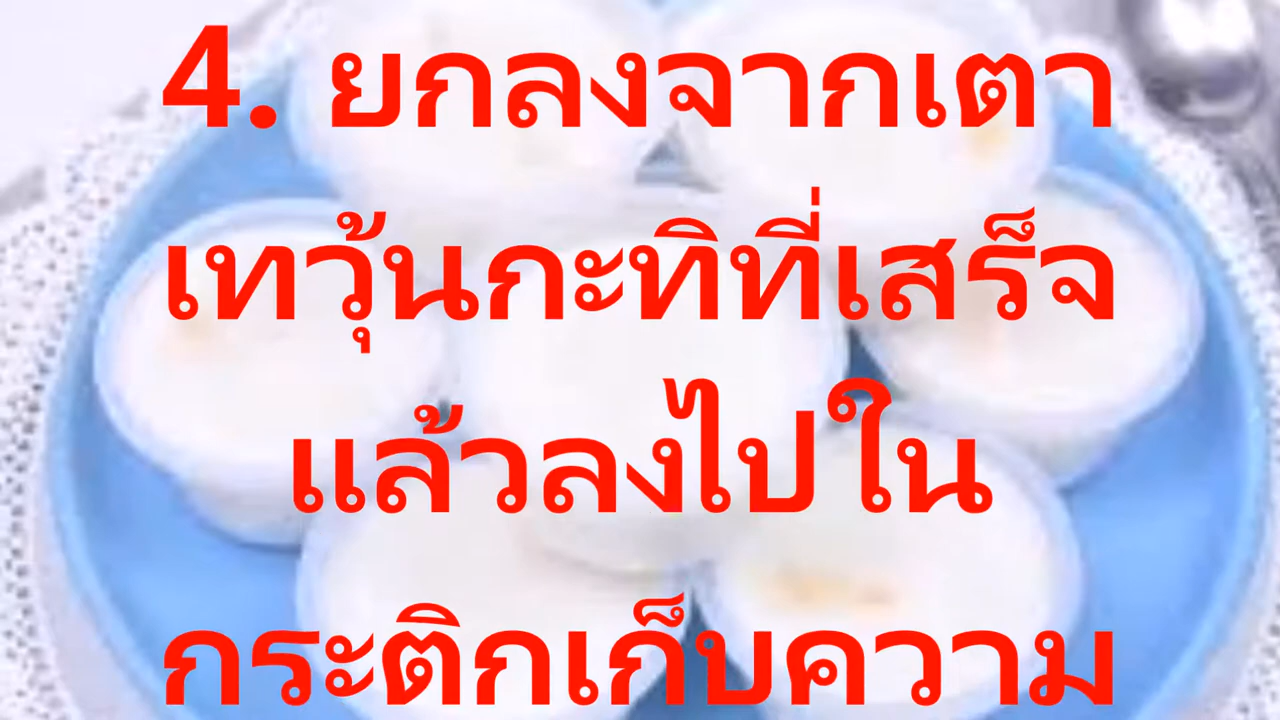 4. ยกลงจากเตา
เทวุ้นกะทิที่เสร็จ
แล้วลงไปใน
กระติกเก็บความ